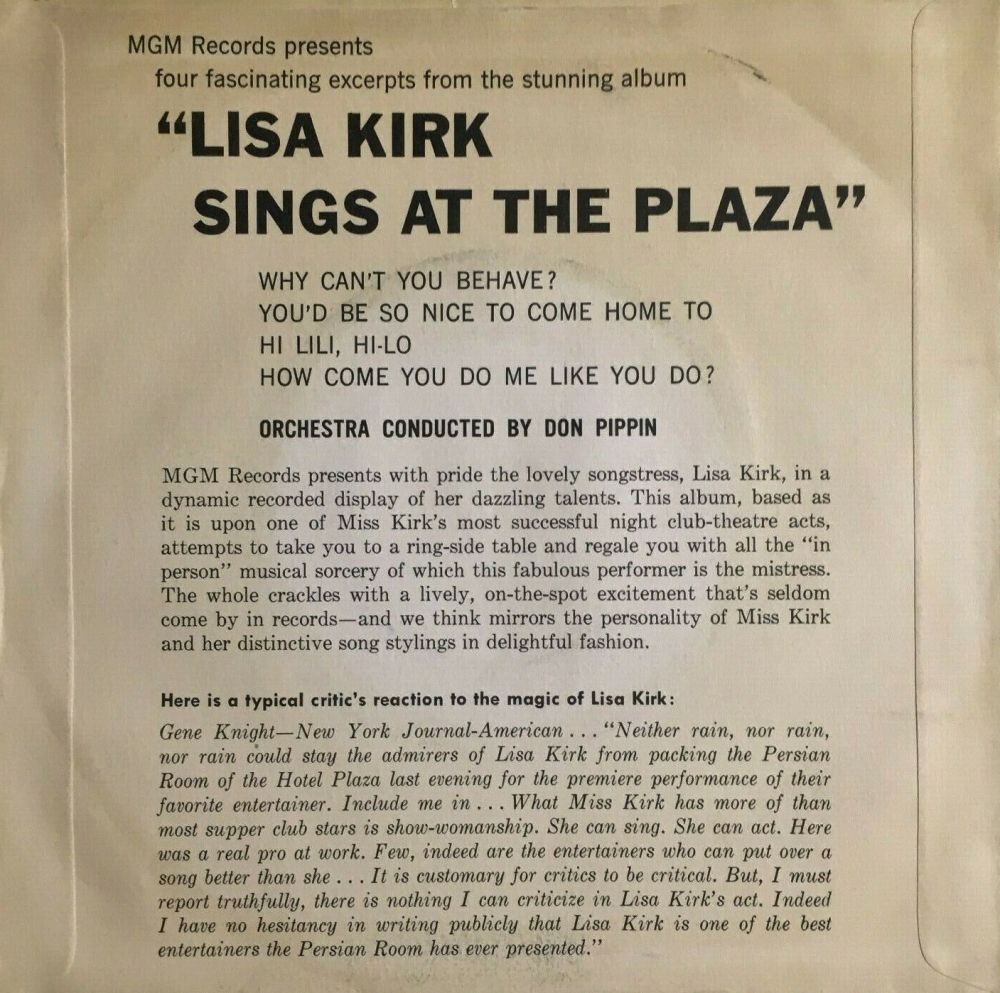 MGM Records presents
four fascinating excerpts from the stunning album
“LISA KIRK
SINGS AT THE PLAZA”
WHY CAN'T YOU BEHAVE?
YOU'D BE SO NICE TO COME HOME TO
HI LILI, HI-LO
HOW COME YOU DO ME LIKE YOU DO?
ORCHESTRA CONDUCTED BY DON PIPPIN
MGM Records presents with pride the lovely songstress, Lisa Kirk, in a
dynamic recorded display of her dazzling talents. This album, based as
it is upon one of Miss Kirk's most successful night club-theatre acts,
attempts to take you to a ring-side table and regale you with all the “in
person” musical sorcery of which this fabulous performer is the mistress.
The whole crackles with a lively, on-the-spot excitement that's seldom
come by in records—and we think mirrors the personality of Miss Kirk
and her distinctive song stylings in delightful fashion.
Here is a typical critic's reaction to the magic of Lisa Kirk:
Gene Knight—New York Journal-American . . . “Neither rain, nor rain,
nor rain could stay the admirers of Lisa Kirk from packing the Persian
Room of the Hotel Plaza last evening for the premiere performance of their
favorite entertainer. Include me in . . . What Miss Kirk has more of than
most supper club stars is show-womanship. She can sing. She can act. Here
was a real pro at work. Few, indeed are the entertainers who can put over a
song better than she . . . It is customary for critics to be critical. But, I must
report truthfully, there is nothing I can criticize in Lisa Kirk's act. Indeed
I have no hesitancy in writing publicly that Lisa Kirk is one of the best
entertainers the Persian Room has ever presented.”